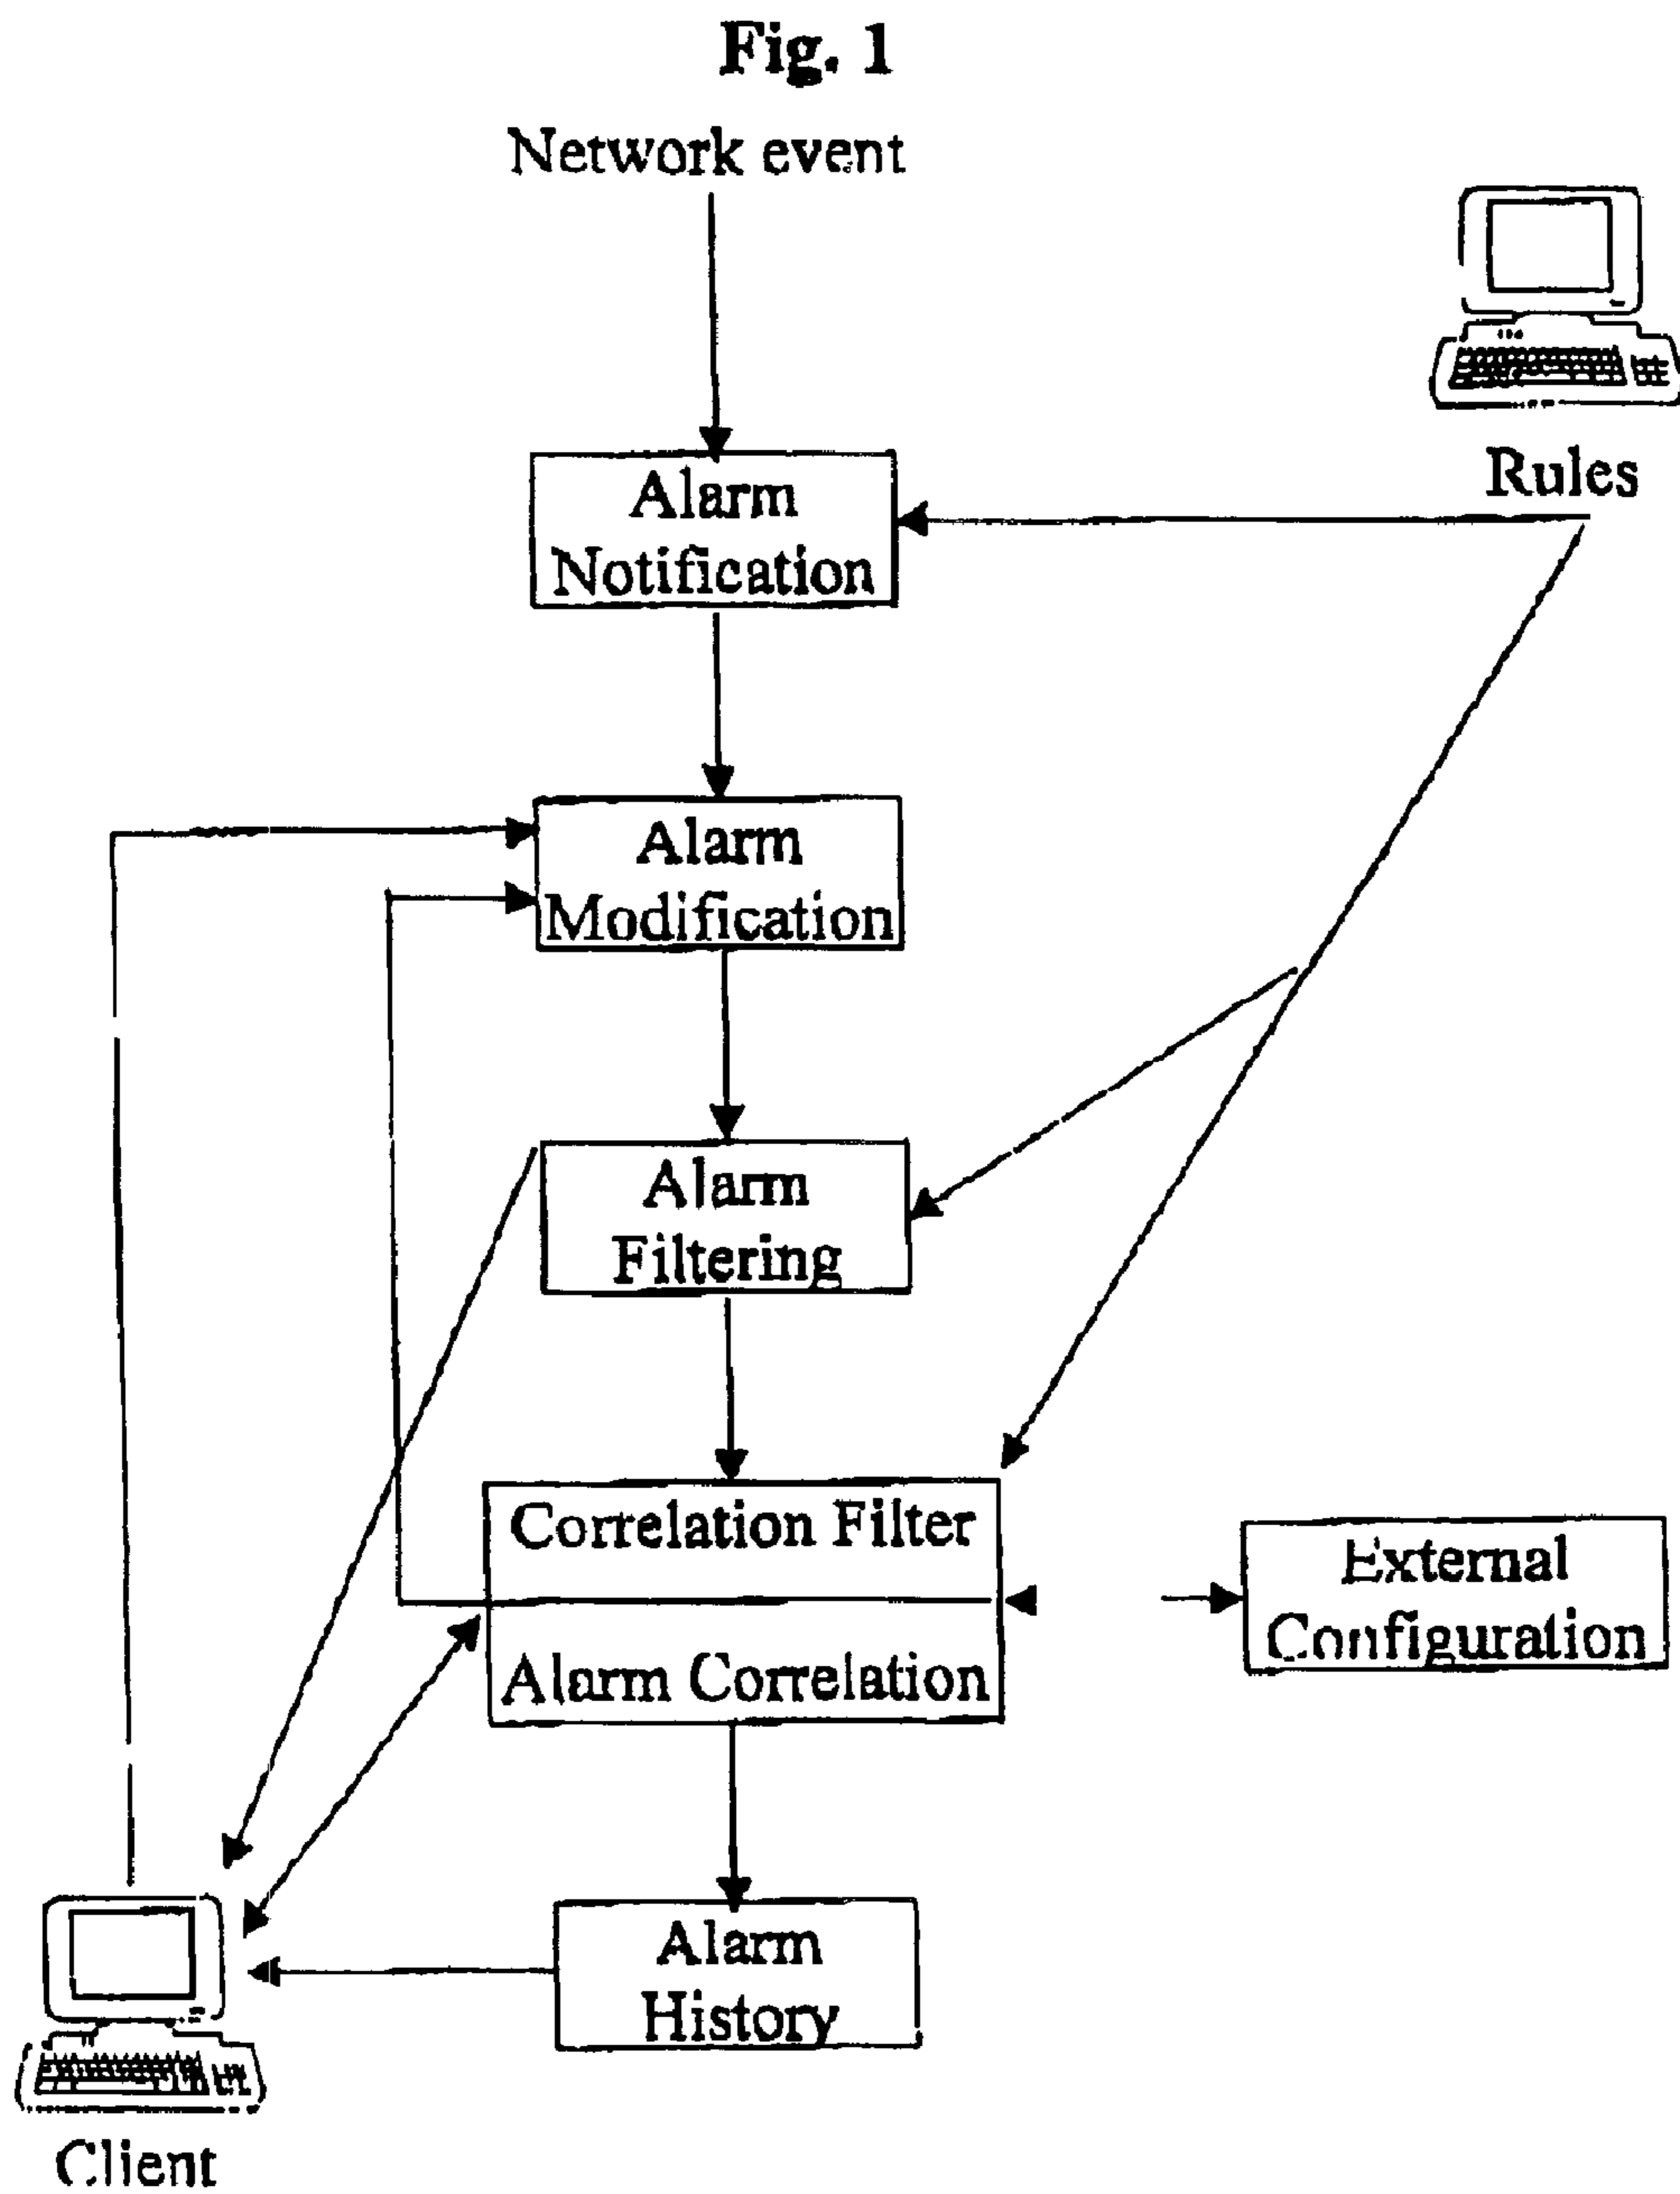 Fig. 1
Network event
Rules
Alarm
Notification
Alarm
Modification
Alarm
Filtering
Correlation Filter
Alarm Correlation
External
Configuration
Alarm
History
Client